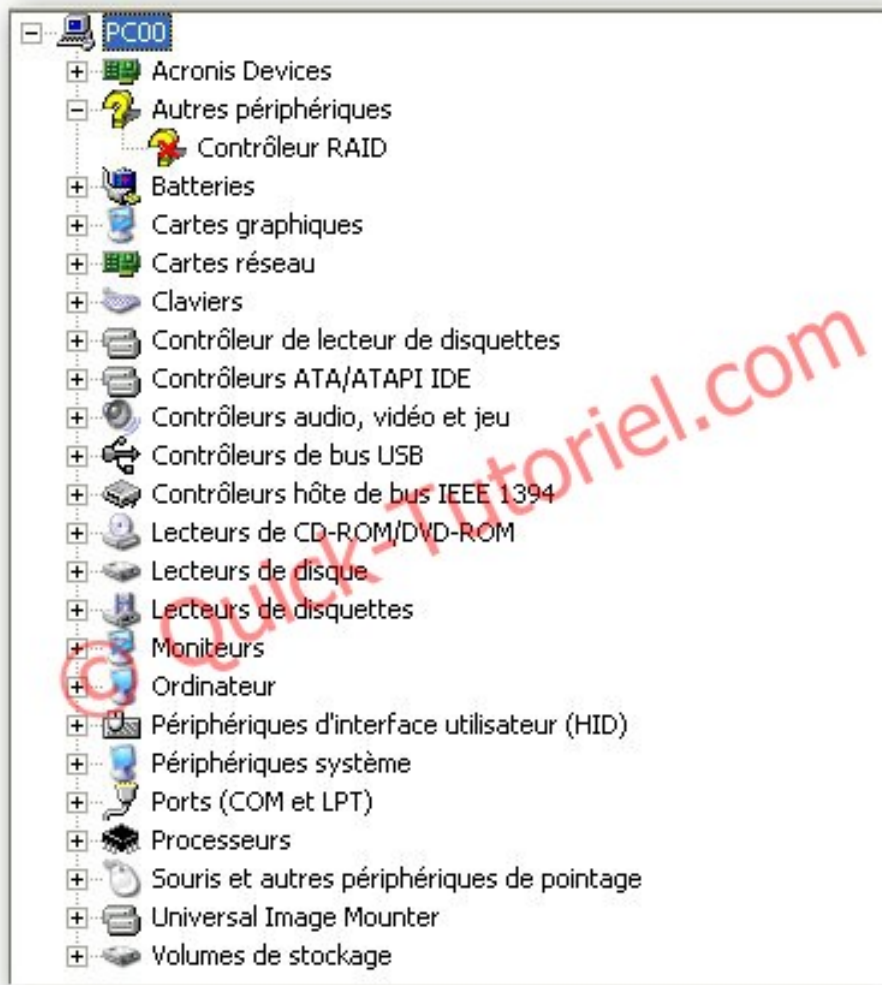 PC00
Acronis Devices
Autres périphériques
Contrôleur RAID
Batteries
Cartes graphiques
Cartes réseau
Claviers
Contrôleur de lecteur de disquettes
Contrôleurs ATA/ATAPI IDE
Contrôleurs audio, vidéo et jeu
Contrôleurs de bus USB
Contrôleurs hôte de bus IEEE 1394
Lecteurs de CD-ROM/DVD-ROM
Lecteurs de disque
Lecteurs de disquettes
Moniteurs
Ordinateur
Périphériques d'interface utilisateur (HID)
Périphériques système
Ports (COM et LPT)
Processeurs
Souris et autres périphériques de pointage
Universal Image Mounter
Volumes de stockage
© Quick-Tutoriel.com